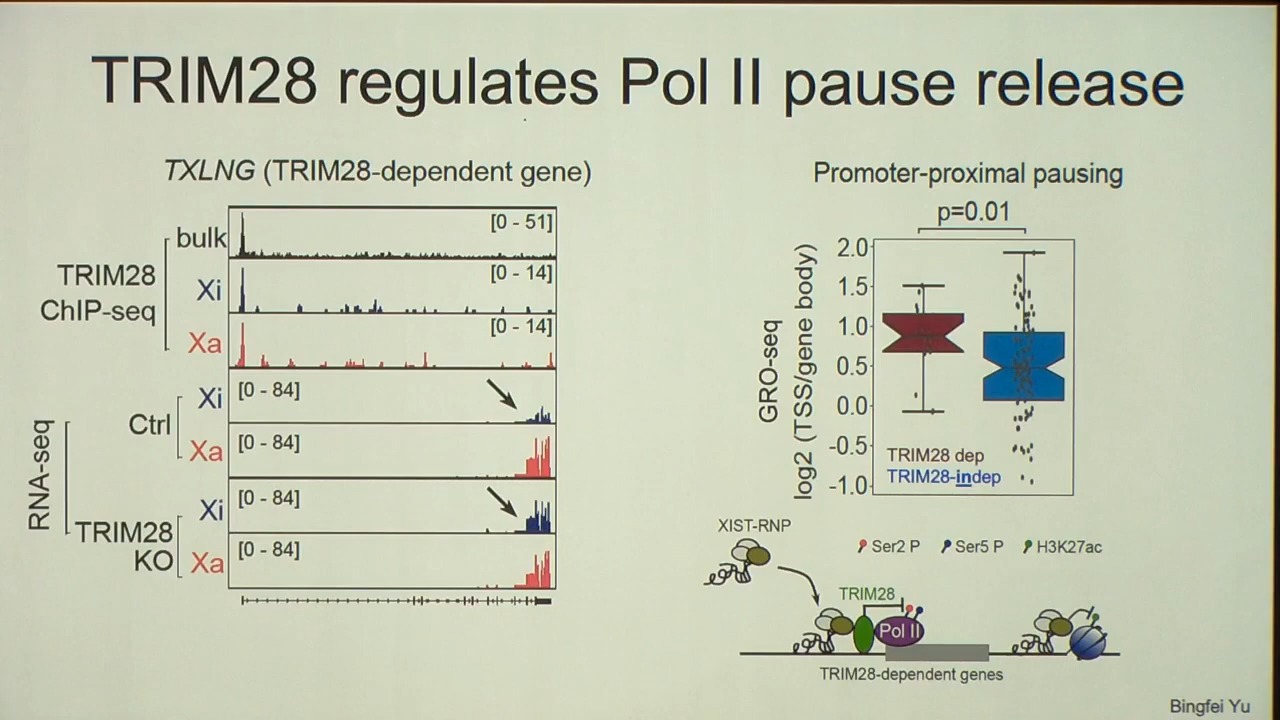 TRIM28 regulates Pol II pause release
TXLNG (TRIM28-dependent gene)
bulk
[0 - 51]
TRIM28
ChIP-seq
Xi
[0 - 14]
Xa
[0 - 14]
RNA-seq
Ctrl
Xi
[0 - 84]
Xa
[0 - 84]
TRIM28
KO
Xi
[0 - 84]
Xa
[0 - 84]
Promoter-proximal pausing
p=0.01
GRO-seq
log2 (TSS/gene body)
2.0
1.5
1.0
0.5
0.0
-0.5
-1.0
TRIM28 dep
TRIM28-indep
XIST-RNP
Ser2 P
Ser5 P
H3K27ac
TRIM28
Pol II
TRIM28-dependent genes
Bingfei Yu